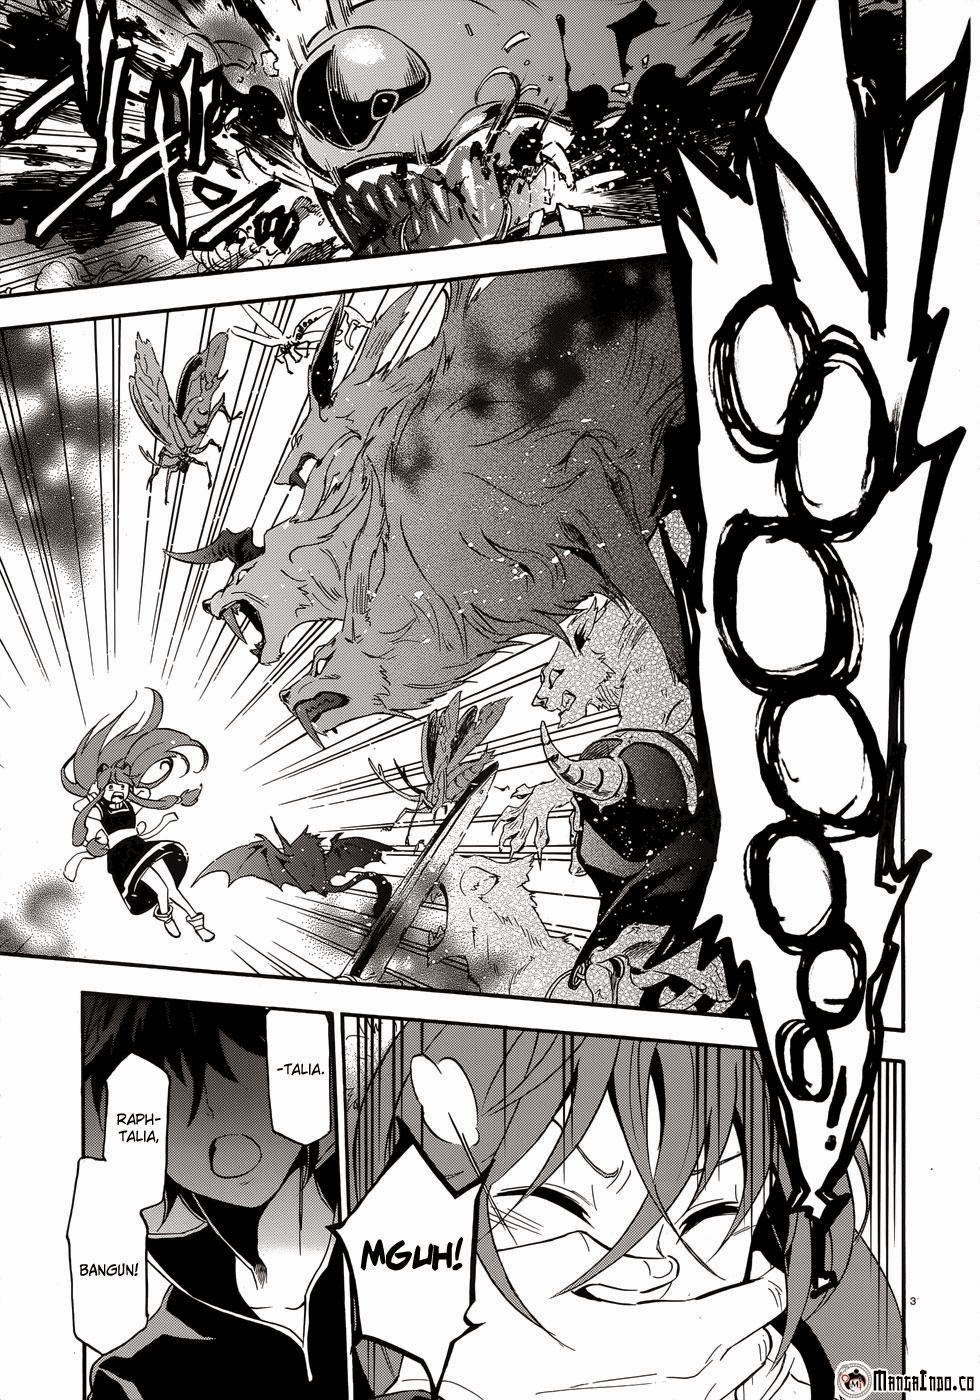 -TALIA.
RAPH-
TALIA,
BANGUN!
MGUH!
3
MANGAINDO.CO